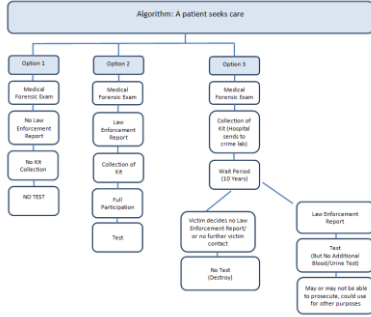 Algorithm: A patient seeks care
Option 1
Medical
Forensic Exam
No Law
Enforcement
Report
No Kit
Collection
NO TEST
Option 2
Medical
Forensic Exam
Law
Enforcement
Report
Collection of
Kit
Full
Participation
Test
Option 3
Medical
Forensic Exam
Collection of
Kit (Hospital
sends to
crime lab)
Wait Period
(10 Years)
Victim decides no Law
Enforcement Report/
or no further victim
contact
No Test
(Destroy)
Law Enforcement
Report
Test
(But No Additional
Blood/Urine Test)
May or may not be able
to prosecute, could use
for other purposes